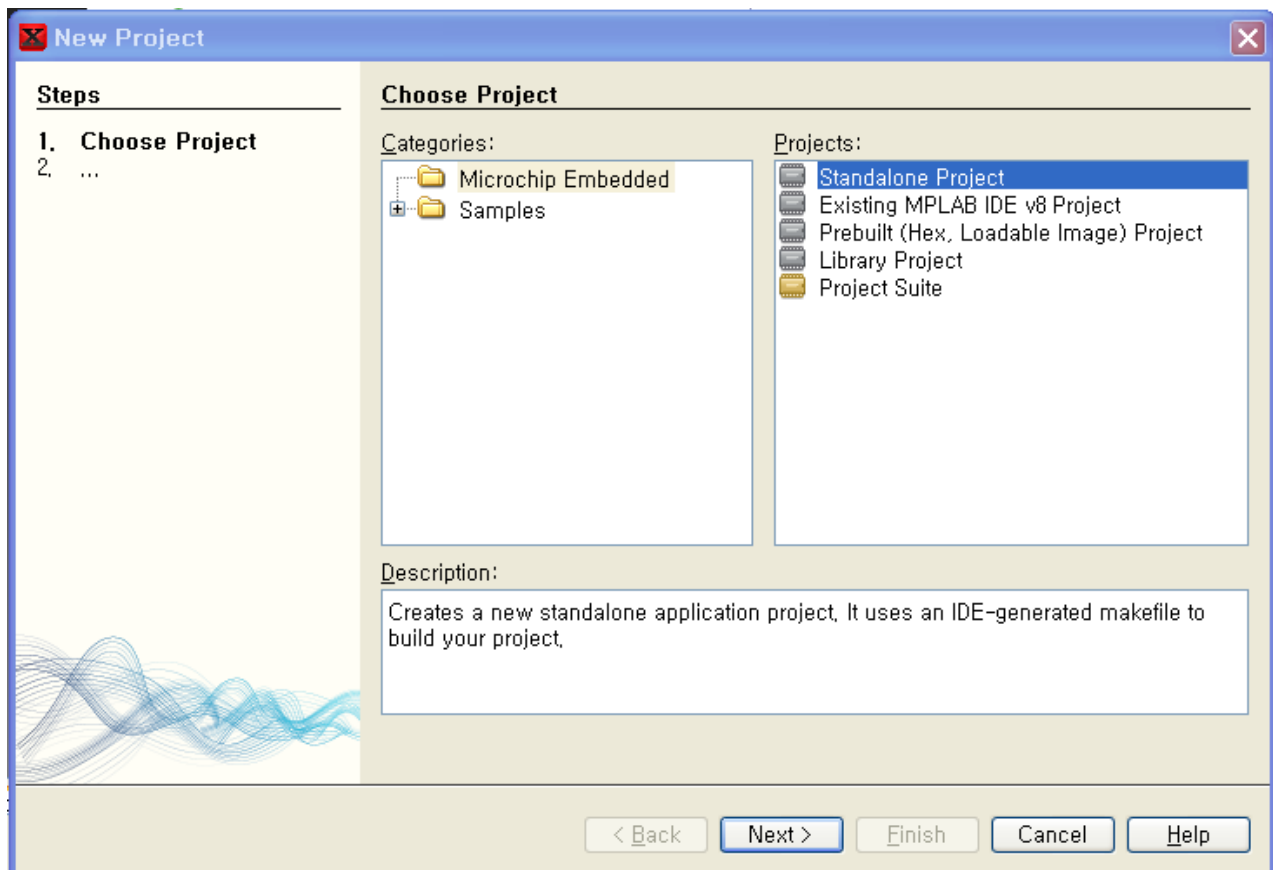 New Project
Steps
1. Choose Project
2. ...
Choose Project
Categories:
Microchip Embedded
Samples
Projects:
Standalone Project
Existing MPLAB IDE v8 Project
Prebuilt (Hex, Loadable Image) Project
Library Project
Project Suite
Description:
Creates a new standalone application project, It uses an IDE-generated makefile to
build your project,
< Back
Next >
Finish
Cancel
Help